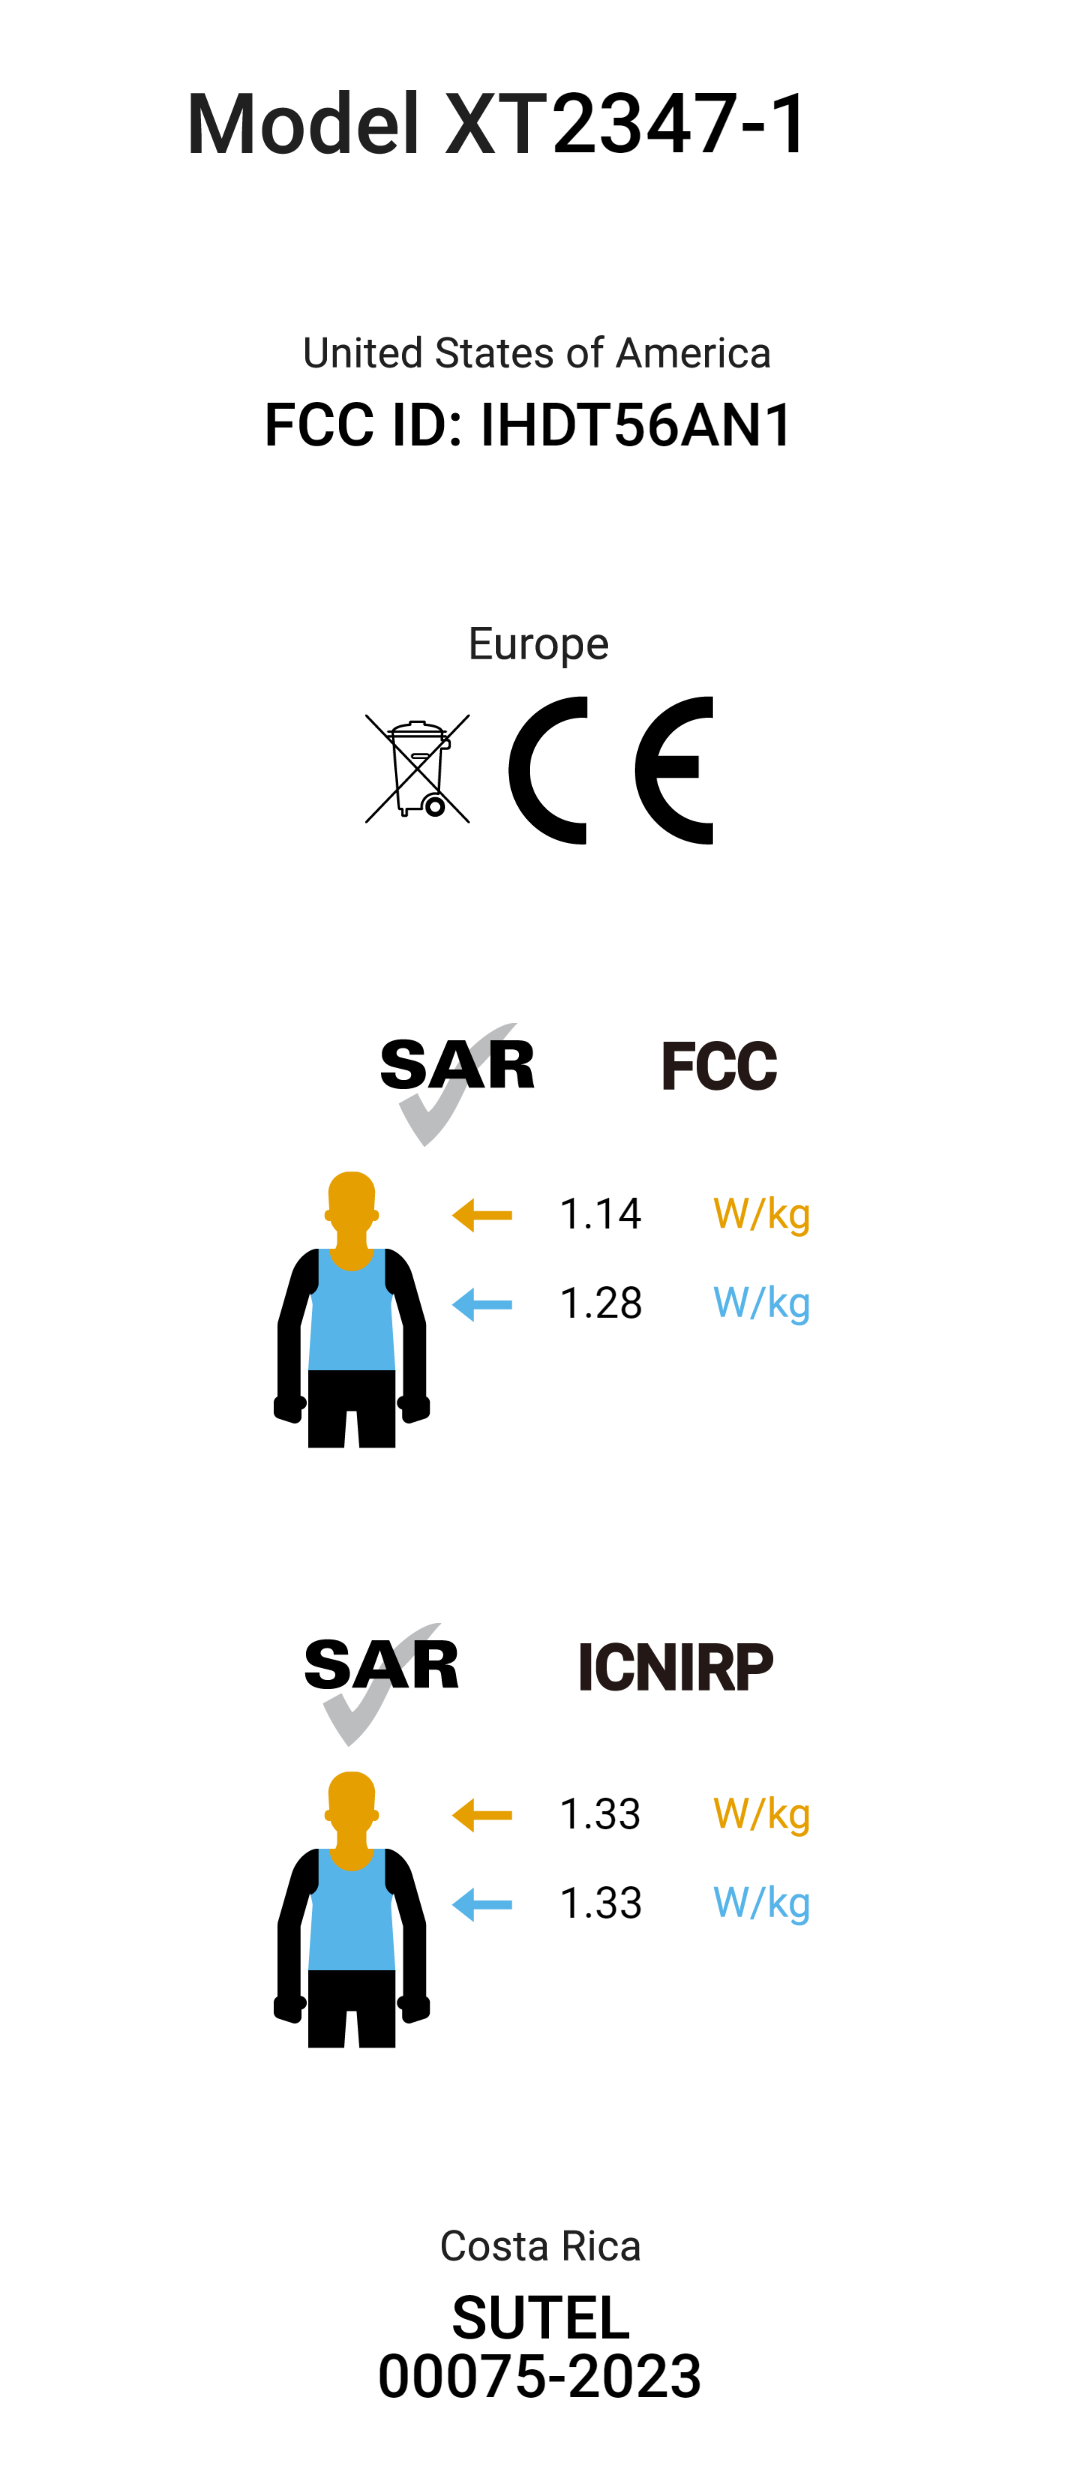 Model XT2347-1
United States of America
FCC ID: IHDT56AN1
Europe
CE
SAR FCC
1.14 W/kg
1.28 W/kg
SAR ICNIRP
1.33 W/kg
1.33 W/kg
Costa Rica
SUTEL
00075-2023